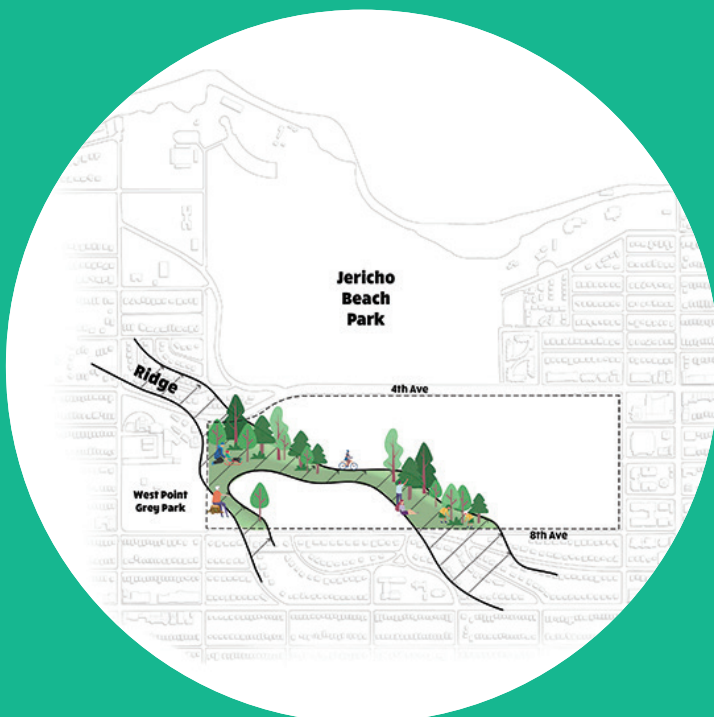 Jericho
Beach
Park
Ridge
4th Ave
West Point
Grey Park
8th Ave